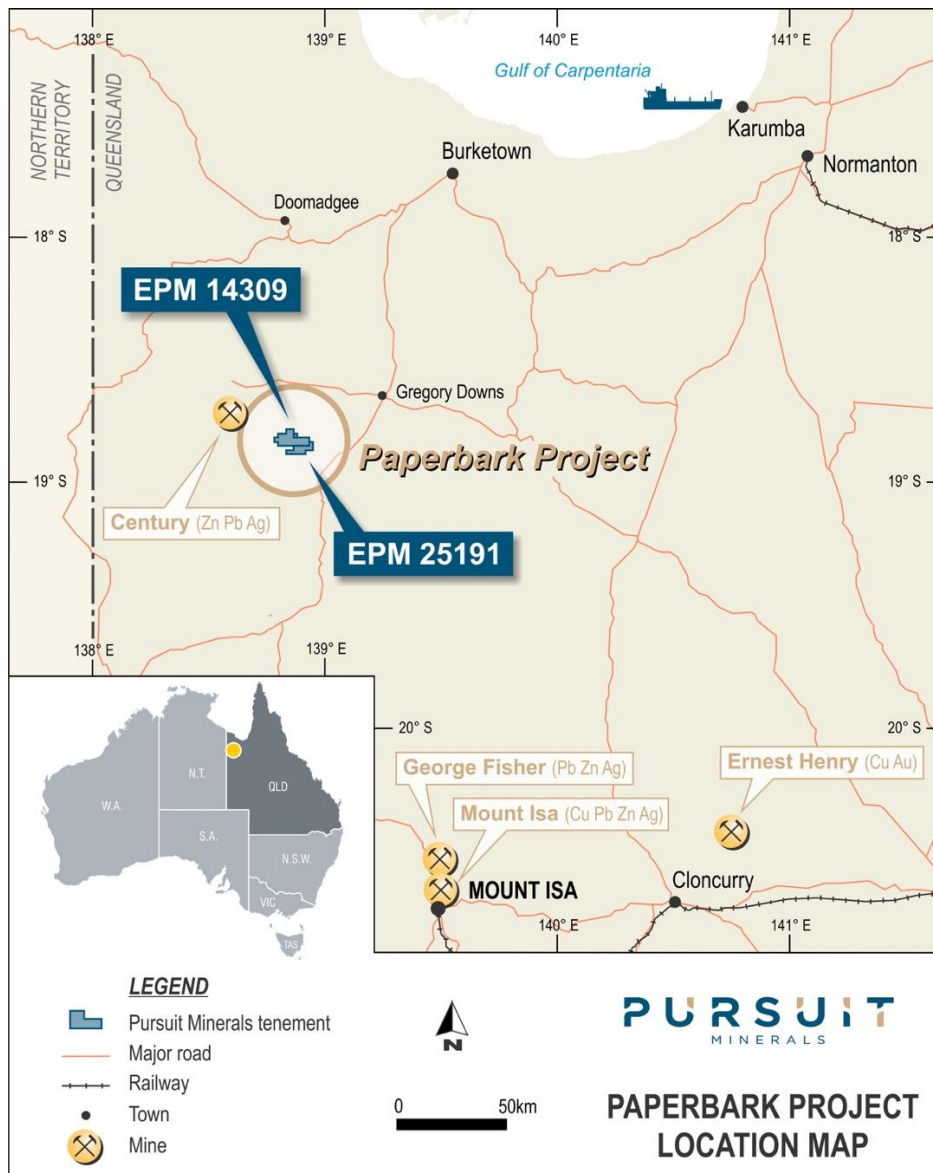 138° E
139° E
140° E
141° E
Gulf of Carpentaria
NORTHERN
TERRITORY
QUEENSLAND
Karumba
Burketown
Normanton
Doomadgee
18° S
18° S
EPM 14309
Gregory Downs
Paperbark Project
19° S
19° S
Century (Zn Pb Ag)
EPM 25191
138° E
139° E
20° S
20° S
George Fisher (Pb Zn Ag)
Ernest Henry (Cu Au)
Mount Isa (Cu Pb Zn Ag)
MOUNT ISA
Cloncurry
140° E
141° E
W.A.
N.T.
QLD
S.A.
N.S.W.
VIC
TAS
LEGEND
Pursuit Minerals tenement
Major road
Railway
Town
Mine
N
0 50km
PURSUIT
MINERALS
PAPERBARK PROJECT
LOCATION MAP